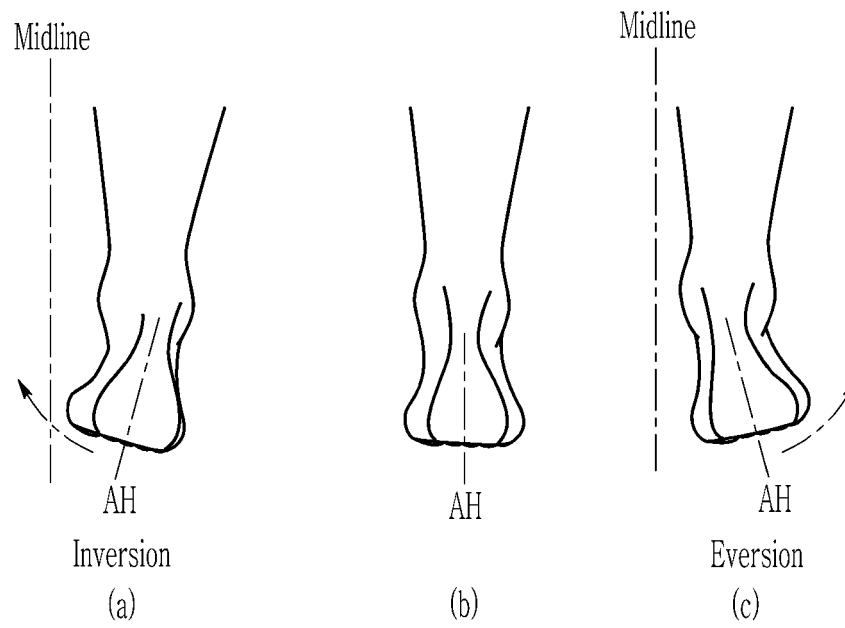 Midline
Midline
AH
AH
AH
Inversion
Eversion
(a)
(b)
(c)